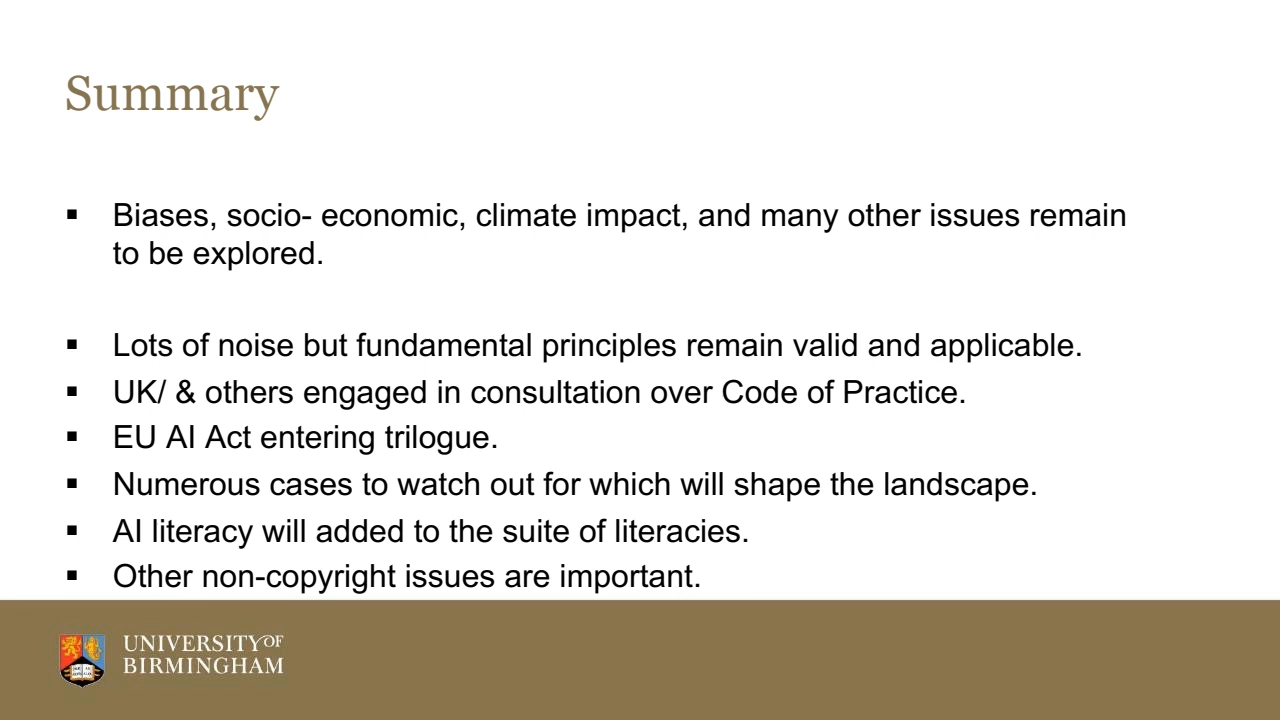 Summary
▪ Biases, socio- economic, climate impact, and many other issues remain
to be explored.
▪ Lots of noise but fundamental principles remain valid and applicable.
▪ UK/ & others engaged in consultation over Code of Practice.
▪ EU AI Act entering trilogue.
▪ Numerous cases to watch out for which will shape the landscape.
▪ AI literacy will added to the suite of literacies.
▪ Other non-copyright issues are important.
UNIVERSITY OF
BIRMINGHAM